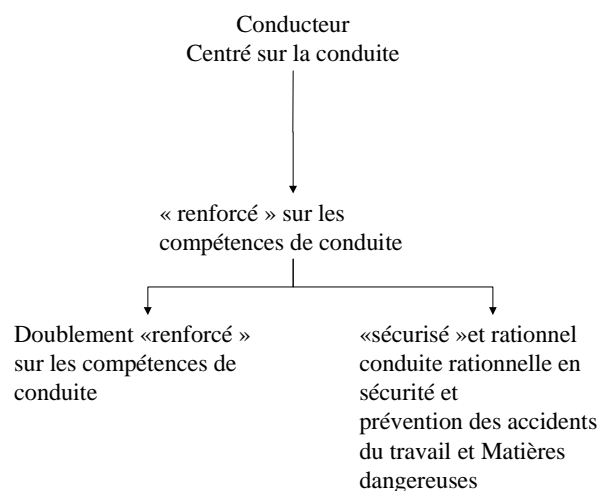 Conducteur
Centré sur la conduite
« renforcé » sur les
compétences de conduite
Doublement «renforcé »
sur les compétences de
conduite
«sécurisé »et rationnel
conduite rationnelle en
sécurité et
prévention des accidents
du travail et Matières
dangereuses